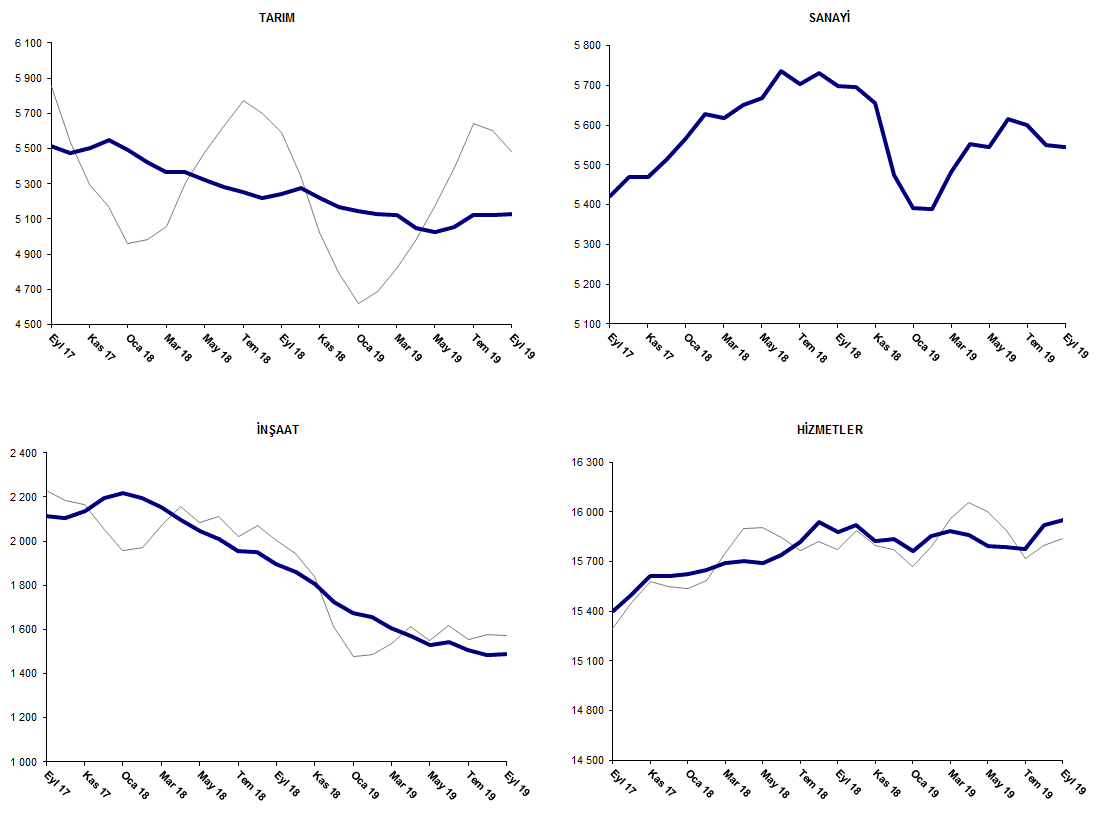 TARIM
6 100
5 900
5 700
5 500
5 300
5 100
4 900
4 700
4 500
Eyl 17
Kas 17
Oca 18
Mar 18
May 18
Tem 18
Eyl 18
Kas 18
Oca 19
Mar 19
May 19
Tem 19
Eyl 19
SANAYİ
5 800
5 700
5 600
5 500
5 400
5 300
5 200
5 100
Eyl 17
Kas 17
Oca 18
Mar 18
May 18
Tem 18
Eyl 18
Kas 18
Oca 19
Mar 19
May 19
Tem 19
Eyl 19
İNŞAAT
2 400
2 200
2 000
1 800
1 600
1 400
1 200
1 000
Eyl 17
Kas 17
Oca 18
Mar 18
May 18
Tem 18
Eyl 18
Kas 18
Oca 19
Mar 19
May 19
Tem 19
Eyl 19
HİZMETLER
16 300
16 000
15 700
15 400
15 100
14 800
14 500
Eyl 17
Kas 17
Oca 18
Mar 18
May 18
Tem 18
Eyl 18
Kas 18
Oca 19
Mar 19
May 19
Tem 19
Eyl 19